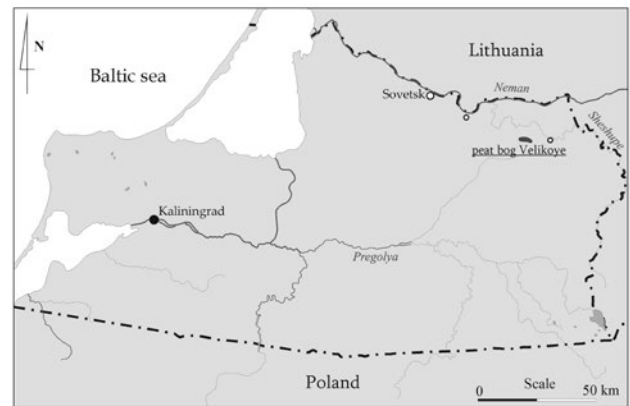 Lithuania
N
Baltic sea
Neman
Sovetsk
Sheshupe
peat bog Velikoye
Kaliningrad
Pregolya
Poland
0 Scale 50 km